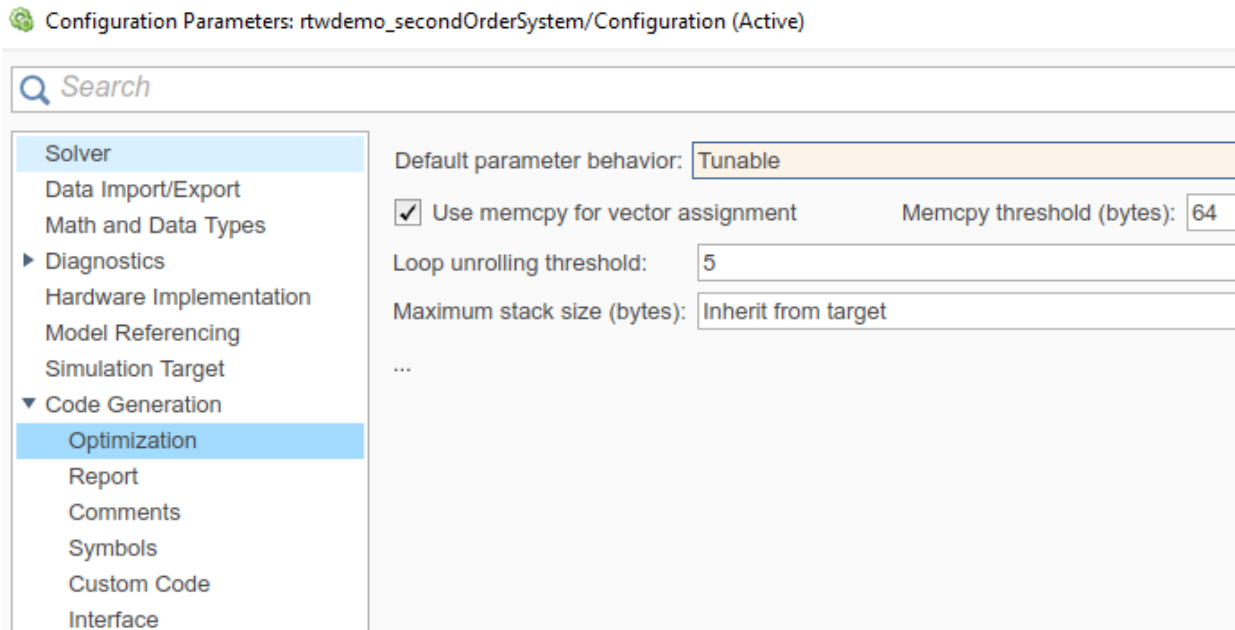 Configuration Parameters: rtwdemo_secondOrderSystem/Configuration (Active)
Search
Solver
Data Import/Export
Math and Data Types
Diagnostics
Hardware Implementation
Model Referencing
Simulation Target
Code Generation
Optimization
Report
Comments
Symbols
Custom Code
Interface
Default parameter behavior: Tunable
Use memcpy for vector assignment Memcpy threshold (bytes): 64
Loop unrolling threshold: 5
Maximum stack size (bytes): Inherit from target
...